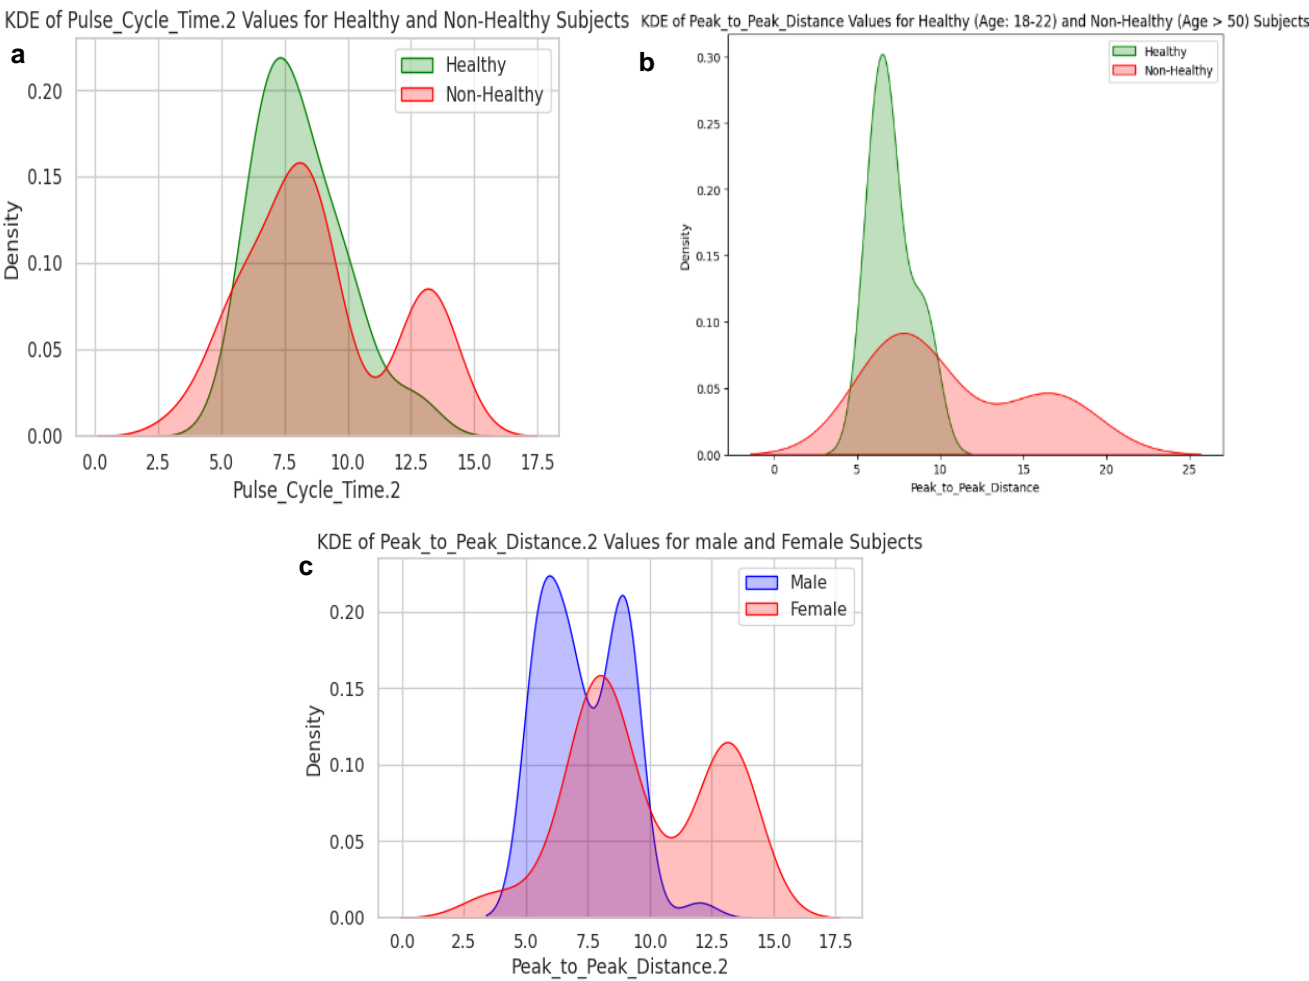 KDE of Pulse_Cycle_Time.2 Values for Healthy and Non-Healthy Subjects
a
Healthy
Non-Healthy
Density
0.20
0.15
0.10
0.05
0.00
0.0 2.5 5.0 7.5 10.0 12.5 15.0 17.5
Pulse_Cycle_Time.2
KDE of Peak_to_Peak_Distance Values for Healthy (Age: 18-22) and Non-Healthy (Age > 50) Subjects
b
Healthy
Non-Healthy
Density
0.30
0.25
0.20
0.15
0.10
0.05
0.00
0 5 10 15 20 25
Peak_to_Peak_Distance
KDE of Peak_to_Peak_Distance.2 Values for male and Female Subjects
c
Male
Female
Density
0.20
0.15
0.10
0.05
0.00
0.0 2.5 5.0 7.5 10.0 12.5 15.0 17.5
Peak_to_Peak_Distance.2